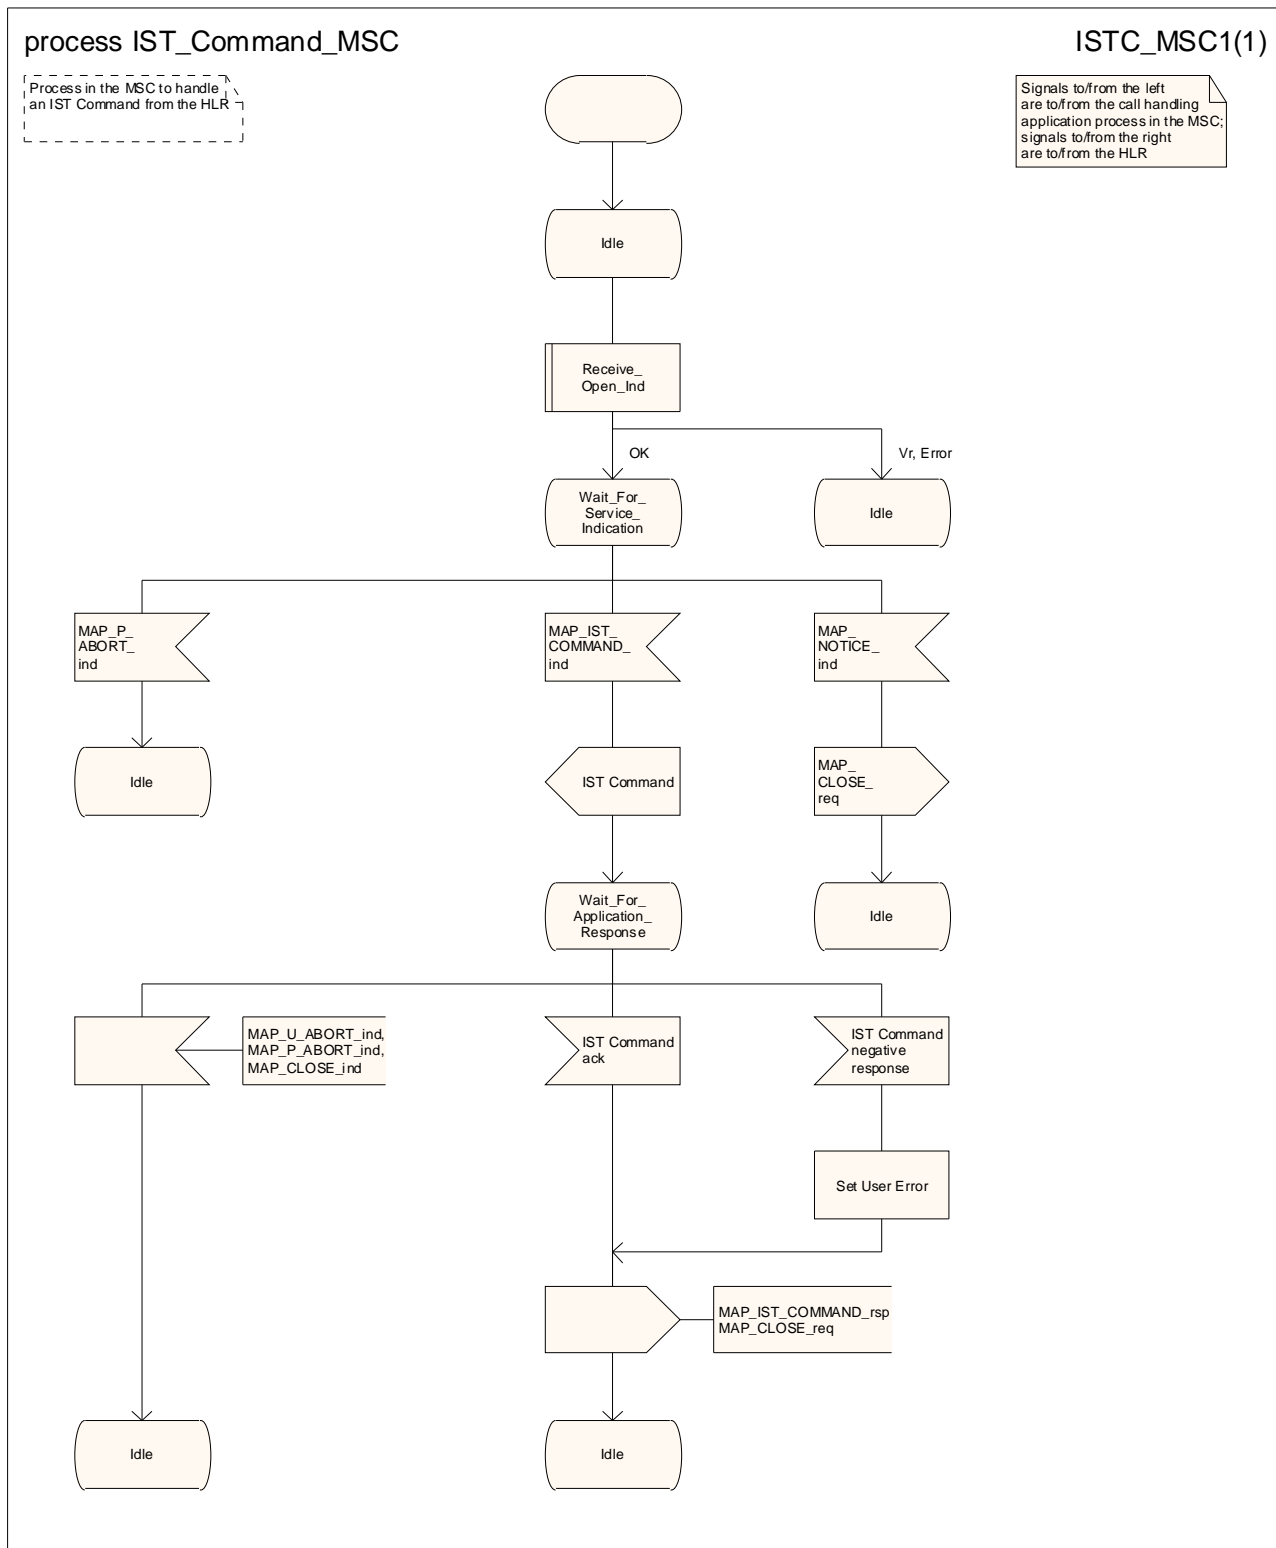 process IST_Command_MSC
ISTC_MSC1(1)
Process in the MSC to handle
an IST Command from the HLR
Signals to/from the left
are to/from the call handling
application process in the MSC;
signals to/from the right
are to/from the HLR
Idle
Receive_
Open_Ind
OK
Vr, Error
Wait_For_
Service_
Indication
Idle
MAP_P_
ABORT_
ind
MAP_IST_
COMMAND_
ind
MAP_
NOTICE_
ind
Idle
IST Command
MAP_
CLOSE_
req
Wait_For_
Application_
Response
Idle
MAP_U_ABORT_ind,
MAP_P_ABORT_ind,
MAP_CLOSE_ind
IST Command
ack
IST Command
negative
response
Set User Error
MAP_IST_COMMAND_rsp
MAP_CLOSE_req
Idle
Idle